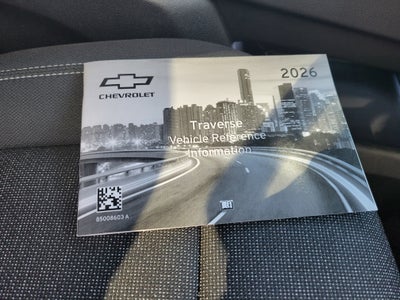 CHEVROLET
2026
Traverse
Vehicle Reference
Information
85008603 A